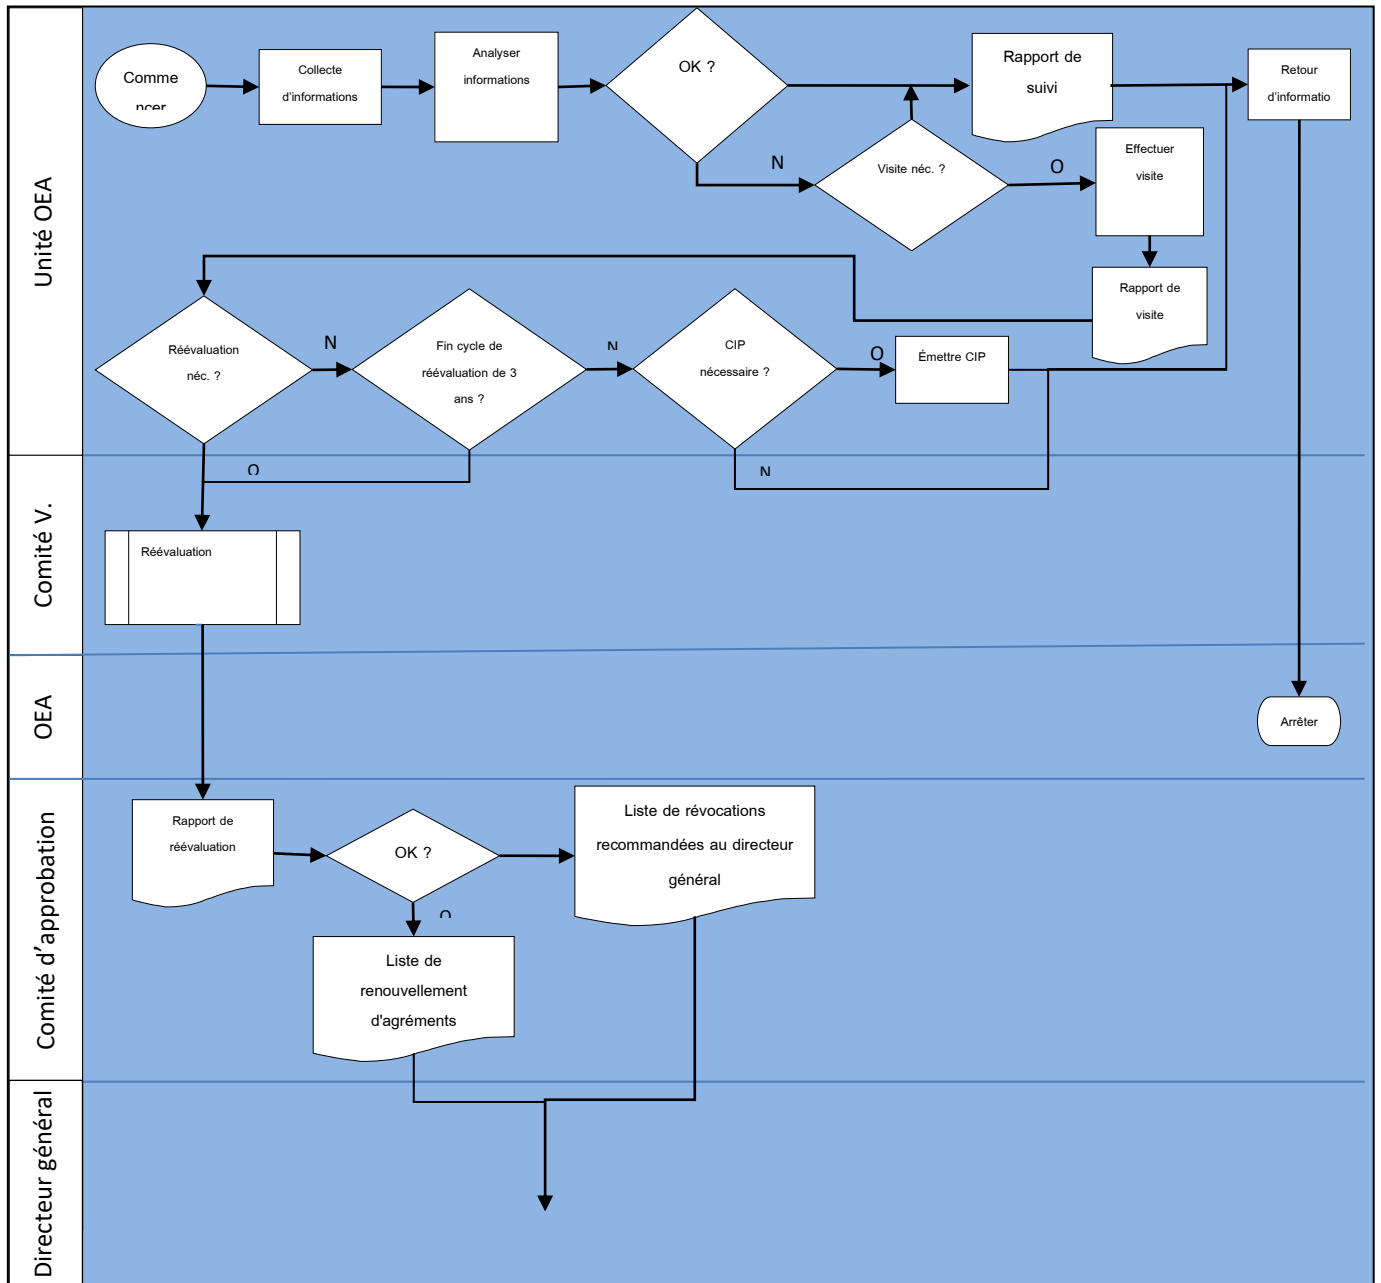 Unité OEA
Comme
ncer
Collecte
d'informations
Analyser
informations
OK ?
Rapport de
suivi
Retour
d'informatio
N
Visite néc. ?
O
Effectuer
visite
Rapport de
visite
Réévaluation
néc. ?
N
Fin cycle de
réévaluation de 3
ans ?
N
CIP
nécessaire ?
O
Émettre CIP
O
N
Comité V.
Réévaluation
OEA
Arrêter
Comité d'approbation
Rapport de
réévaluation
OK ?
O
Liste de révocations
recommandées au directeur
général
Liste de
renouvellement
d'agréments
Directeur général